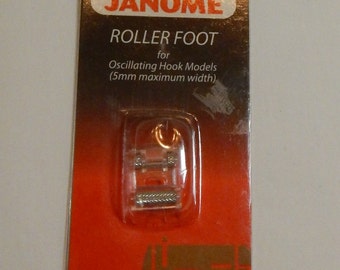 JANOME
ROLLER FOOT
for
Oscillating Hook Models
(5mm maximum width)